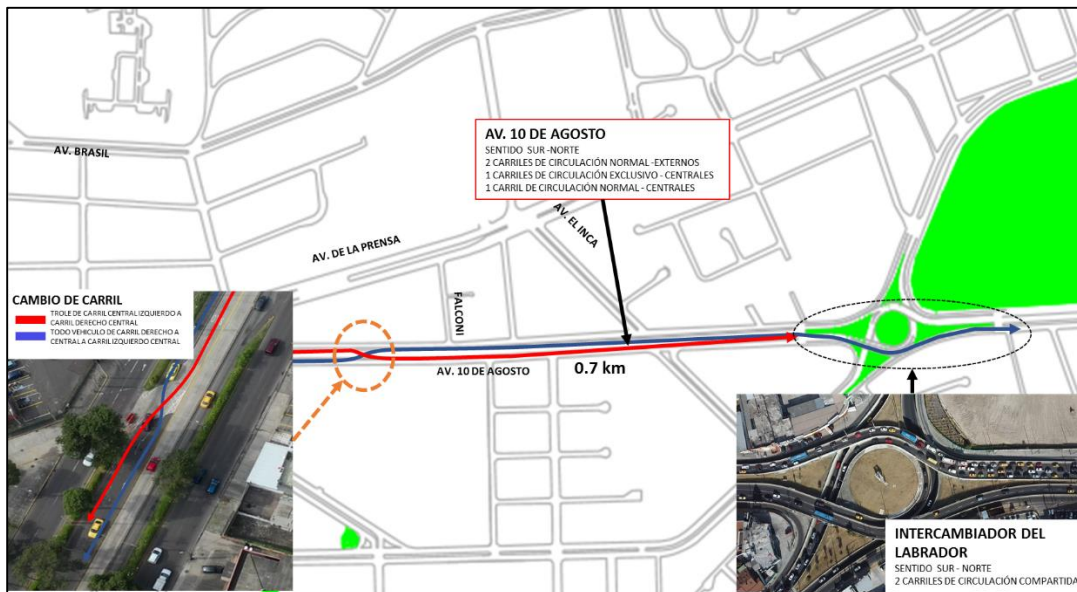 AV. BRASIL
AV. 10 DE AGOSTO
SENTIDO SUR -NORTE
2 CARRILES DE CIRCULACIÓN NORMAL -EXTERNOS
1 CARRILES DE CIRCULACIÓN EXCLUSIVO - CENTRALES
1 CARRIL DE CIRCULACIÓN NORMAL - CENTRALES
AV. EL INCA
AV. DE LA PRENSA
FALCONI
CAMBIO DE CARRIL
TROLE DE CARRIL CENTRAL IZQUIERDO A
CARRIL DERECHO CENTRAL
TODO VEHICULO DE CARRIL DERECHO A
CENTRAL A CARRIL IZQUIERDO CENTRAL
AV. 10 DE AGOSTO
0.7 km
INTERCAMBIADOR DEL
LABRADOR
SENTIDO SUR - NORTE
2 CARRILES DE CIRCULACIÓN COMPARTIDA